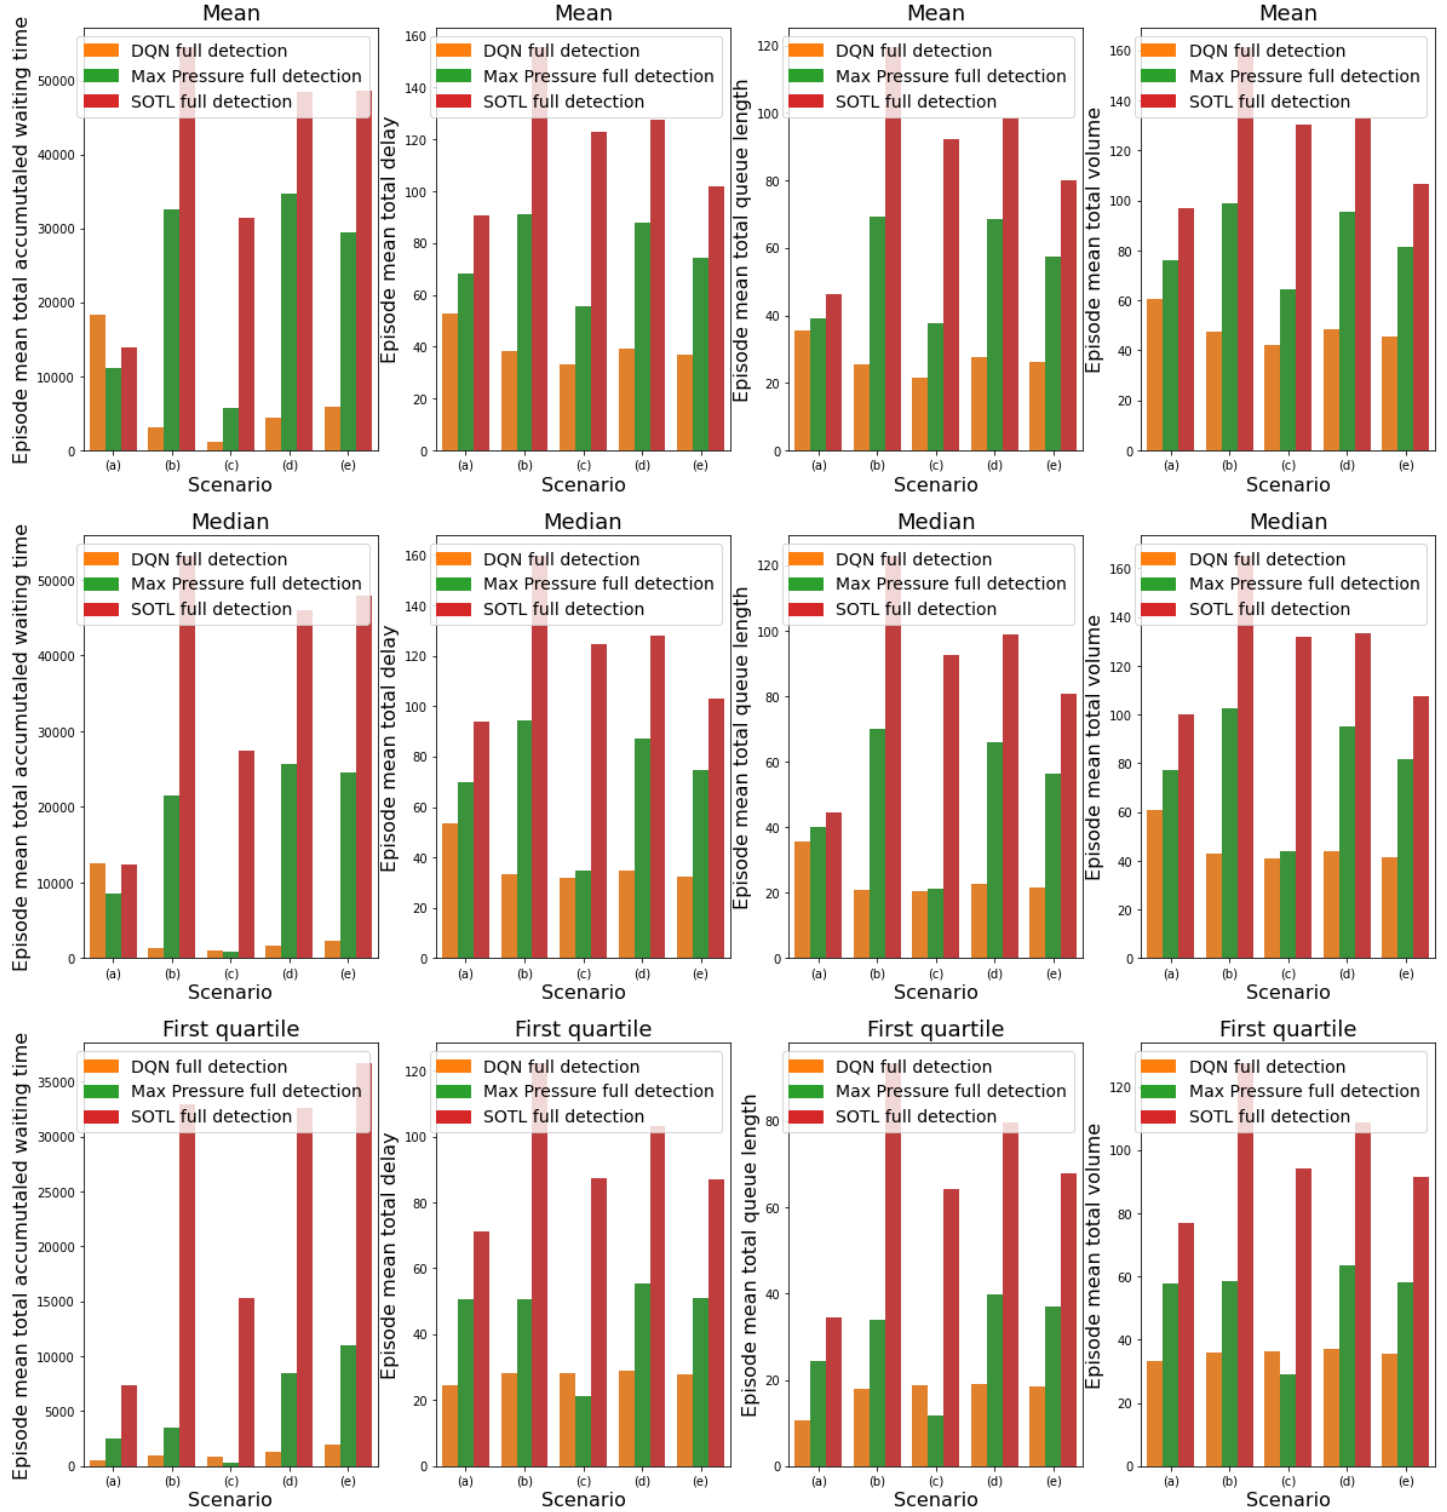 Mean
Episode mean total accumutaled waiting time
DQN full detection
Max Pressure full detection
SOTL full detection
50000
40000
30000
20000
10000
0
(a) (b) (c) (d) (e)
Scenario
Mean
Episode mean total delay
DQN full detection
Max Pressure full detection
SOTL full detection
160
140
120
100
80
60
40
20
0
(a) (b) (c) (d) (e)
Scenario
Mean
Episode mean total queue length
DQN full detection
Max Pressure full detection
SOTL full detection
120
100
80
60
40
20
0
(a) (b) (c) (d) (e)
Scenario
Mean
Episode mean total volume
DQN full detection
Max Pressure full detection
SOTL full detection
160
140
120
100
80
60
40
20
0
(a) (b) (c) (d) (e)
Scenario
Median
Episode mean total accumutaled waiting time
DQN full detection
Max Pressure full detection
SOTL full detection
50000
40000
30000
20000
10000
0
(a) (b) (c) (d) (e)
Scenario
Median
Episode mean total delay
DQN full detection
Max Pressure full detection
SOTL full detection
160
140
120
100
80
60
40
20
0
(a) (b) (c) (d) (e)
Scenario
Median
Episode mean total queue length
DQN full detection
Max Pressure full detection
SOTL full detection
120
100
80
60
40
20
0
(a) (b) (c) (d) (e)
Scenario
Median
Episode mean total volume
DQN full detection
Max Pressure full detection
SOTL full detection
160
140
120
100
80
60
40
20
0
(a) (b) (c) (d) (e)
Scenario
First quartile
Episode mean total accumutaled waiting time
DQN full detection
Max Pressure full detection
SOTL full detection
35000
30000
25000
20000
15000
10000
5000
0
(a) (b) (c) (d) (e)
Scenario
First quartile
Episode mean total delay
DQN full detection
Max Pressure full detection
SOTL full detection
120
100
80
60
40
20
0
(a) (b) (c) (d) (e)
Scenario
First quartile
Episode mean total queue length
DQN full detection
Max Pressure full detection
SOTL full detection
80
60
40
20
0
(a) (b) (c) (d) (e)
Scenario
First quartile
Episode mean total volume
DQN full detection
Max Pressure full detection
SOTL full detection
120
100
80
60
40
20
0
(a) (b) (c) (d) (e)
Scenario